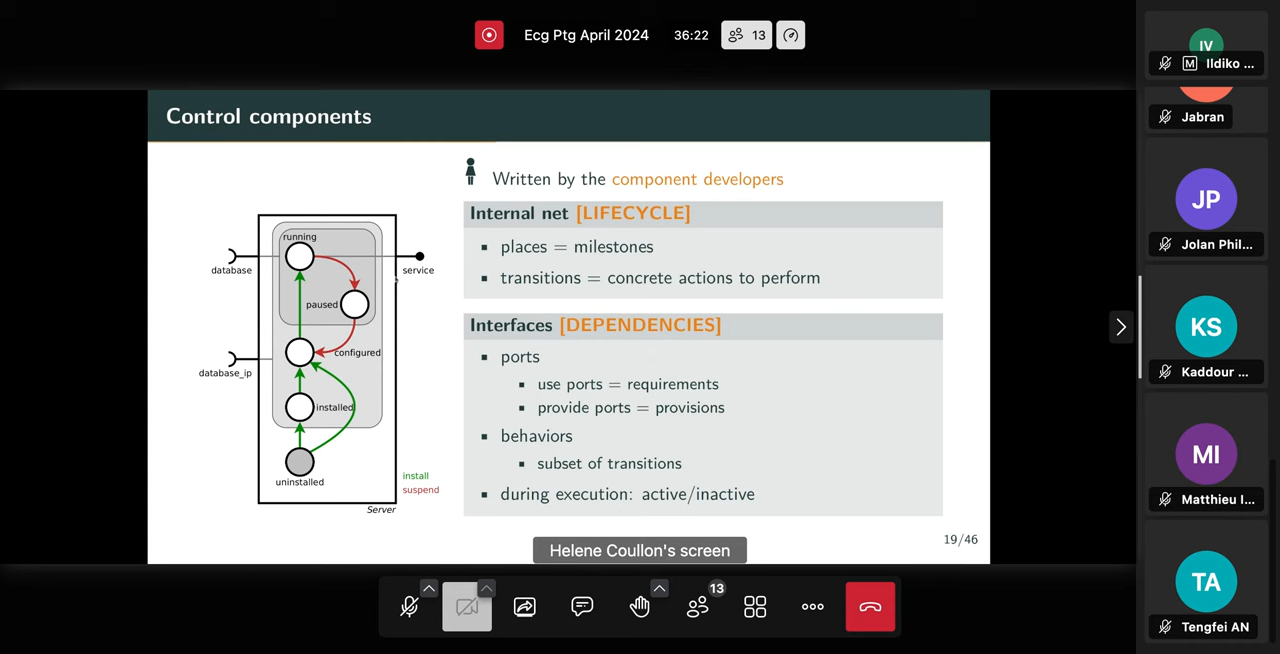 Ecg Ptg April 2024
36:22
13
IV
M Ildiko ...
Jabran
JP
Jolan Phil...
KS
Kaddour ...
MI
Matthieu I...
TA
Tengfei AN
Control components
Written by the component developers
Internal net [LIFECYCLE]
▪ places = milestones
▪ transitions = concrete actions to perform
Interfaces [DEPENDENCIES]
▪ ports
▪ use ports = requirements
▪ provide ports = provisions
▪ behaviors
▪ subset of transitions
▪ during execution: active/inactive
running
database
service
paused
configured
database_ip
installed
uninstalled
install
suspend
Server
19/46
Helene Coullon's screen
13